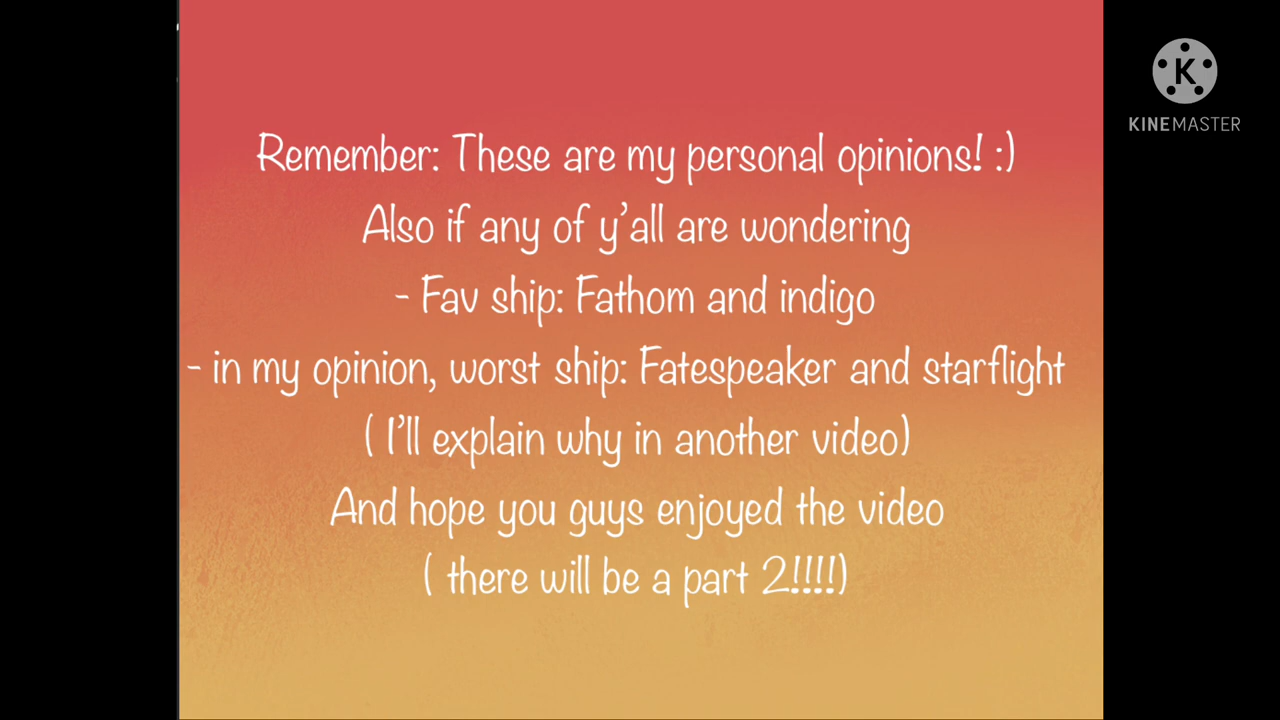 Remember: These are my personal opinions! :)
Also if any of y’all are wondering
- Fav ship: Fathom and indigo
- in my opinion, worst ship: Fatespeaker and starflight
( I’ll explain why in another video)
And hope you guys enjoyed the video
( there will be a part 2!!!!)
K
KINEMASTER